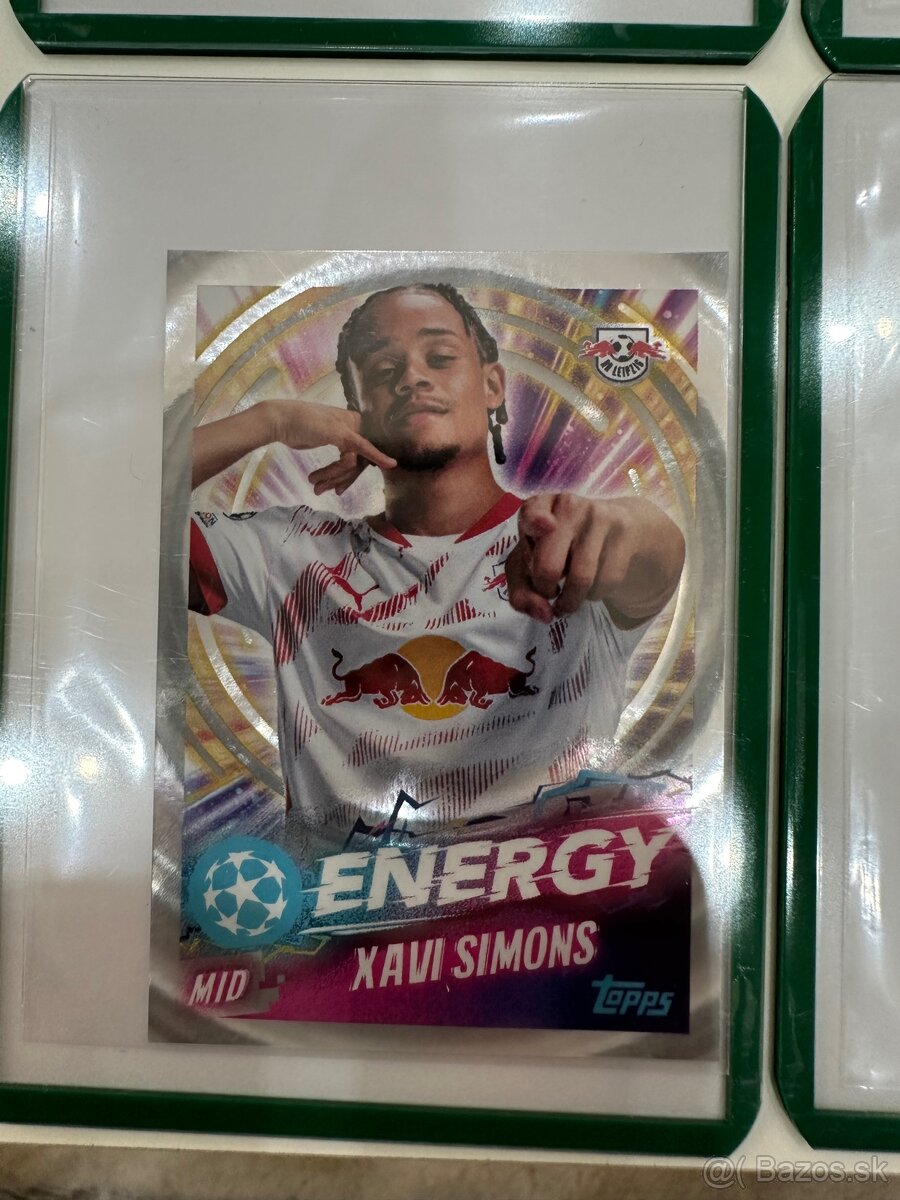 RB LEIPZIG
ENERGY
XAVI SIMONS
MID
topps
@( Bazos.sk